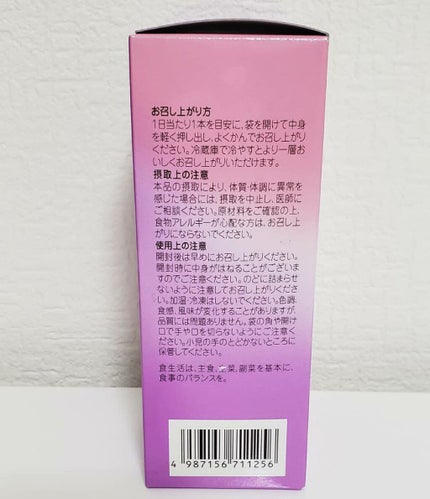 お召し上がり方
1日当たり1本を目安に、袋を開けて中身
を軽く押し出し、よくかんでお召し上がり
ください。冷蔵庫で冷やすとより一層お
いしくお召し上がりいただけます。
摂取上の注意
本品の摂取により、体質・体調に異常を
感じた場合には、摂取を中止し、医師に
ご相談ください。原材料をご確認の上、
食物アレルギーが心配な方は、お召し上
がりにならないでください。
使用上の注意
開封後は早めにお召し上がりください。
開封時に中身がはねることがございま
すのでご注意ください。のどに詰まらせ
ないように注意してお召し上がりくださ
い。加温・冷凍はしないでください。色調、
食感、風味が変化することがありますが、
品質には問題ありません。袋の角や開け
口で手や口を切らないようにご注意くだ
さい。小児の手のとどかないところに
保管してください。
食生活は、主食、主菜、副菜を基本に、
食事のバランスを。
4 987156 711256